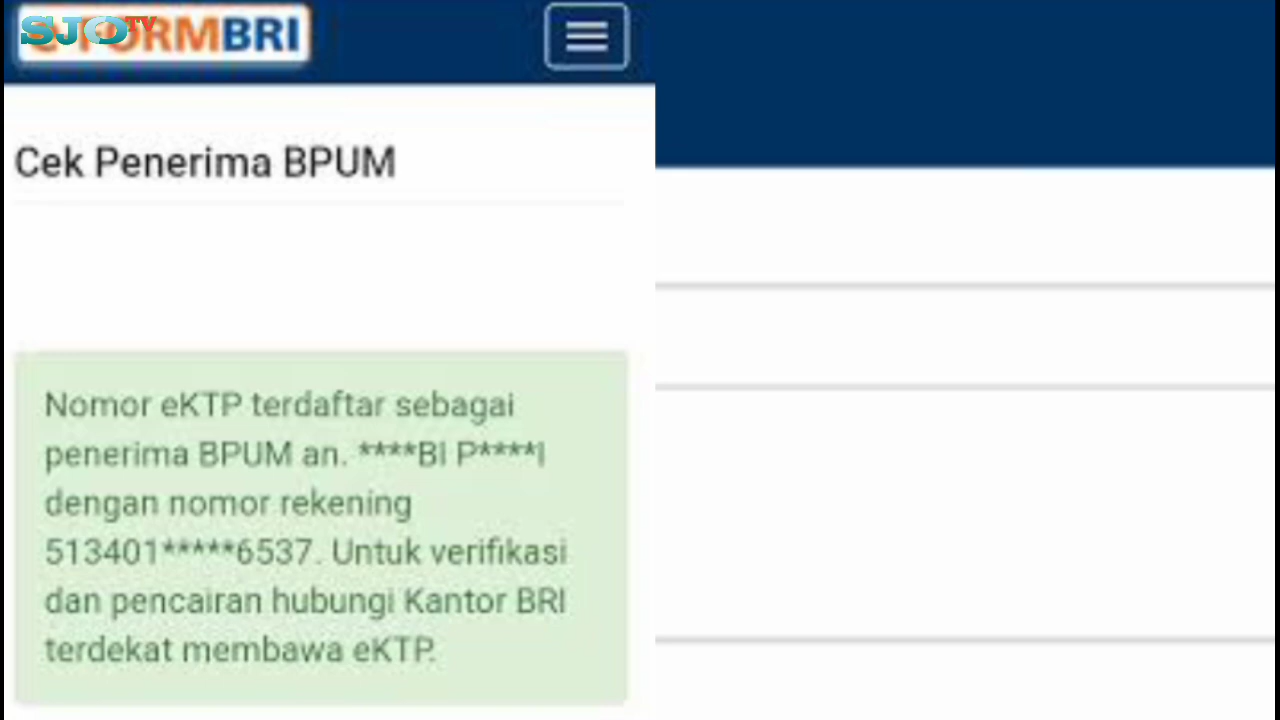 SJO TV
eFORMBRI
Cek Penerima BPUM
Nomor eKTP terdaftar sebagai
penerima BPUM an. ****BI P****I
dengan nomor rekening
513401*****6537. Untuk verifikasi
dan pencairan hubungi Kantor BRI
terdekat membawa eKTP.